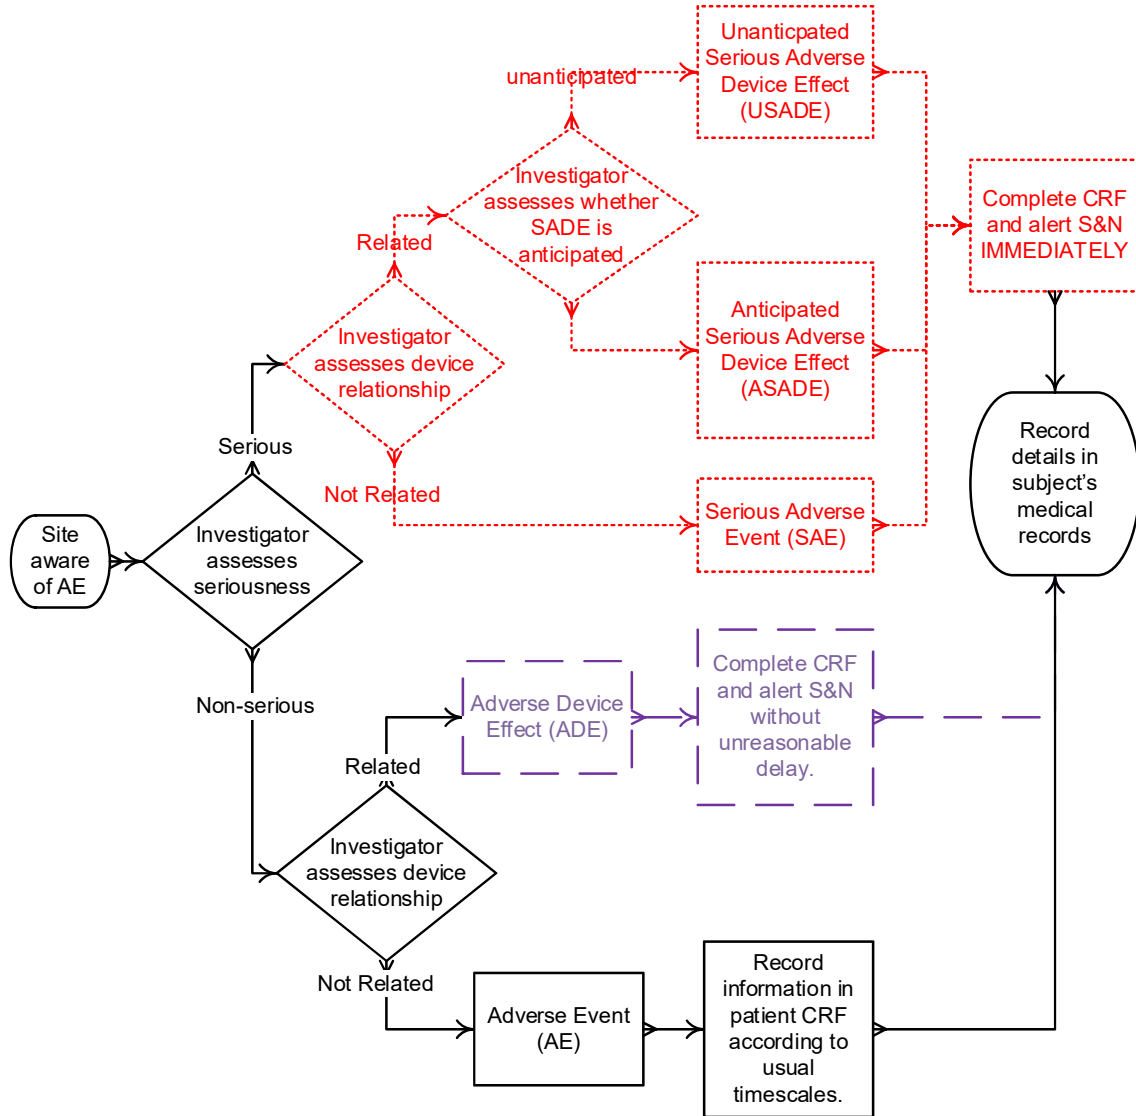 Unanticpated
Serious Adverse
Device Effect
(USADE)
unanticipated
Investigator
assesses whether
SADE is
anticipated
Complete CRF
and alert S&N
IMMEDIATELY
Related
Investigator
assesses device
relationship
Anticipated
Serious Adverse
Device Effect
(ASADE)
Serious
Not Related
Serious Adverse
Event (SAE)
Record
details in
subject's
medical
records
Site
aware
of AE
Investigator
assesses
seriousness
Non-serious
Adverse Device
Effect (ADE)
Complete CRF
and alert S&N
without
unreasonable
delay.
Related
Investigator
assesses device
relationship
Not Related
Adverse Event
(AE)
Record
information in
patient CRF
according to
usual
timescales.